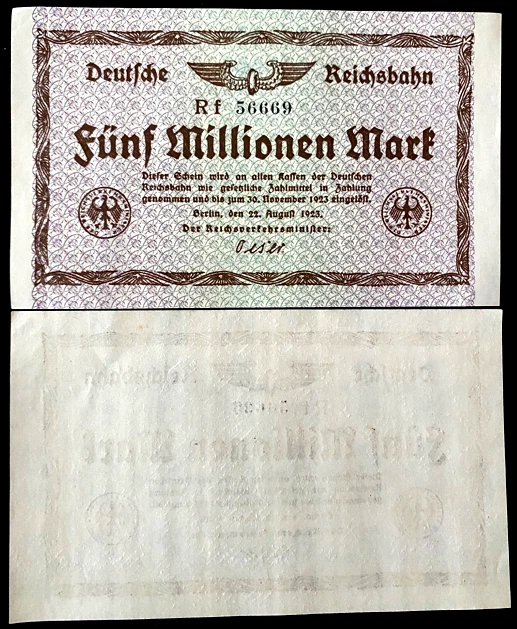 Deutsche Reichsbahn
Rf 56669
Fünf Millionen Mark
Dieser Schein wird an allen Kassen der Deutschen
Reichsbahn wie gesetzliche Zahlmittel in Zahlung
genommen und bis zum 30. November 1923 eingelöst.
Berlin, den 22. August 1923.
Der Reichsverkehrsminister:
Oeser